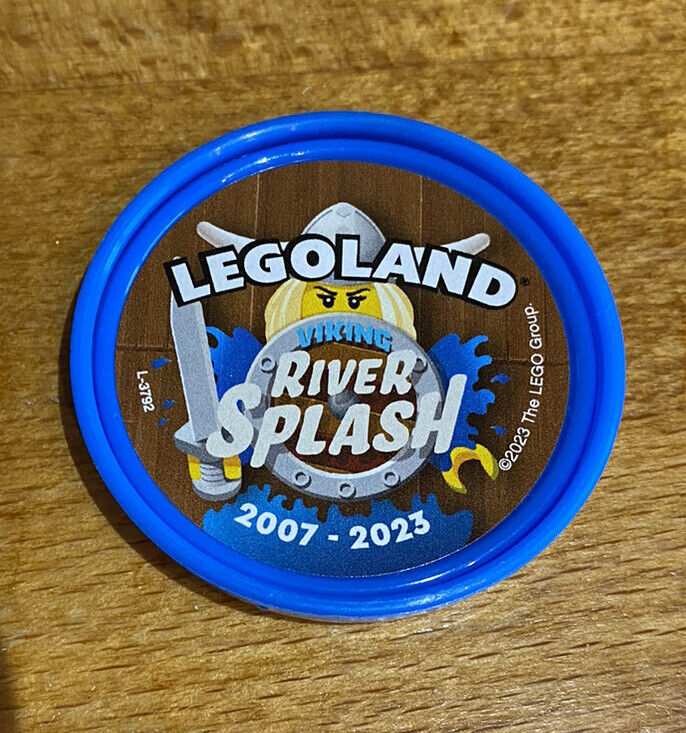 LEGOLAND®
VIKING
RIVER
SPLASH
2007 - 2023
L-3792
©2023 The LEGO Group.